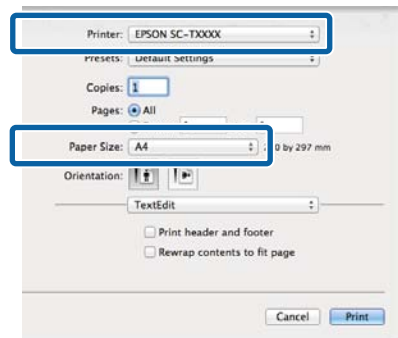 Printer: EPSON SC-TXXXX
Presets: Default Settings
Copies: 1
Pages: All
Paper Size: A4 0 by 297 mm
Orientation:
TextEdit
Print header and footer
Rewrap contents to fit page
Cancel Print